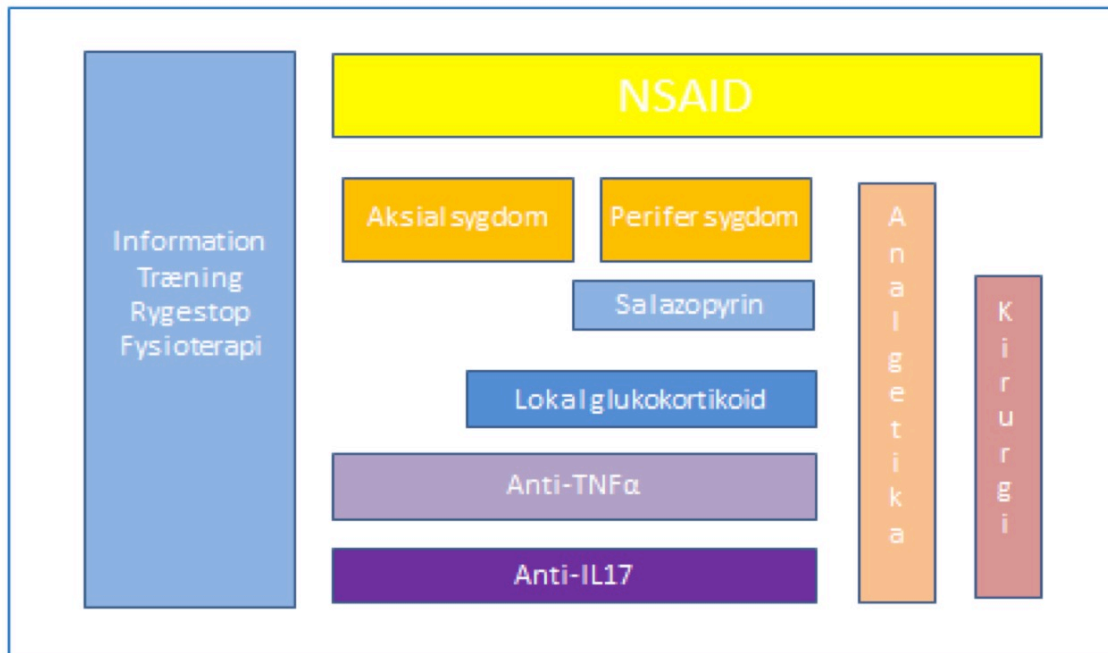 Information
Træning
Rygestop
Fysioterapi
NSAID
Aksial sygdom
Perifer sygdom
Salazopyrin
Lokal glukokortikoid
Anti-TNFα
Anti-IL17
Analgetika
Kirurgi